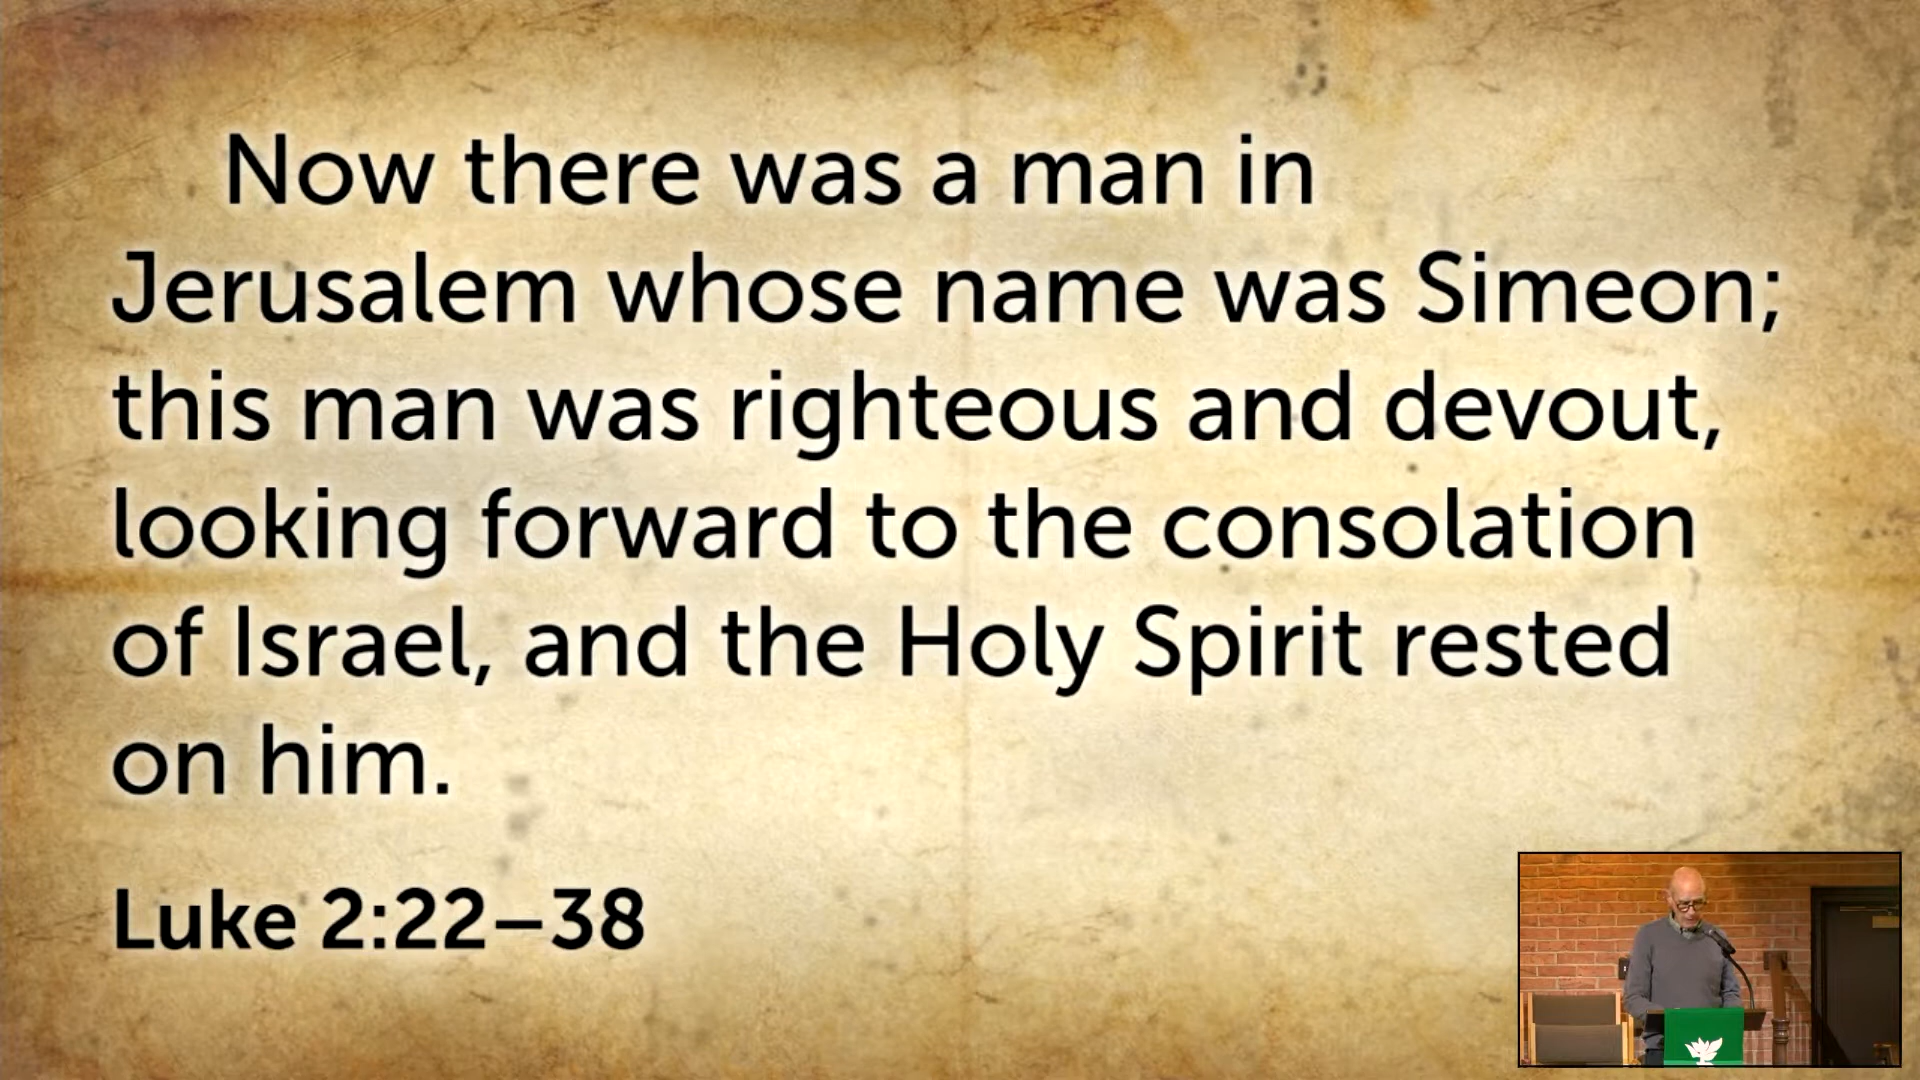 Now there was a man in
Jerusalem whose name was Simeon;
this man was righteous and devout,
looking forward to the consolation
of Israel, and the Holy Spirit rested
on him.
Luke 2:22–38